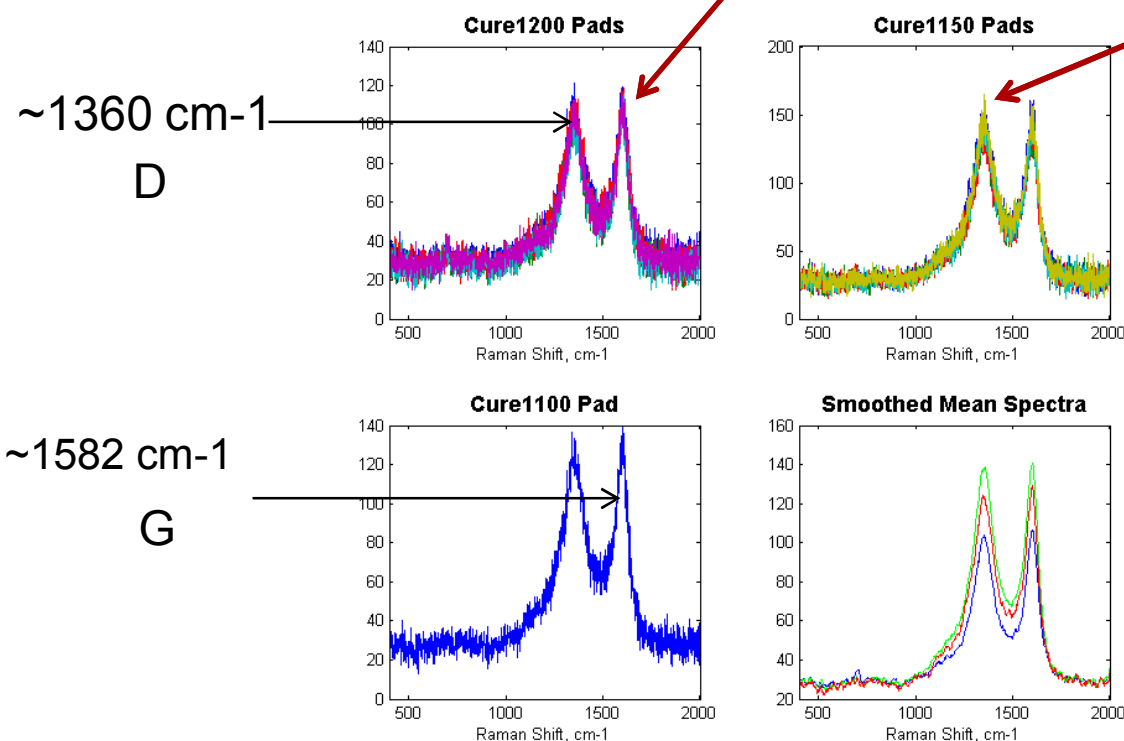 ~1360 cm-1
D
Cure1200 Pads
140
120
100
80
60
40
20
0
500 1000 1500 2000
Raman Shift, cm-1
Cure1150 Pads
200
150
100
50
0
500 1000 1500 2000
Raman Shift, cm-1
~1582 cm-1
G
Cure1100 Pad
140
120
100
80
60
40
20
0
500 1000 1500 2000
Raman Shift, cm-1
Smoothed Mean Spectra
160
140
120
100
80
60
40
20
500 1000 1500 2000
Raman Shift, cm-1